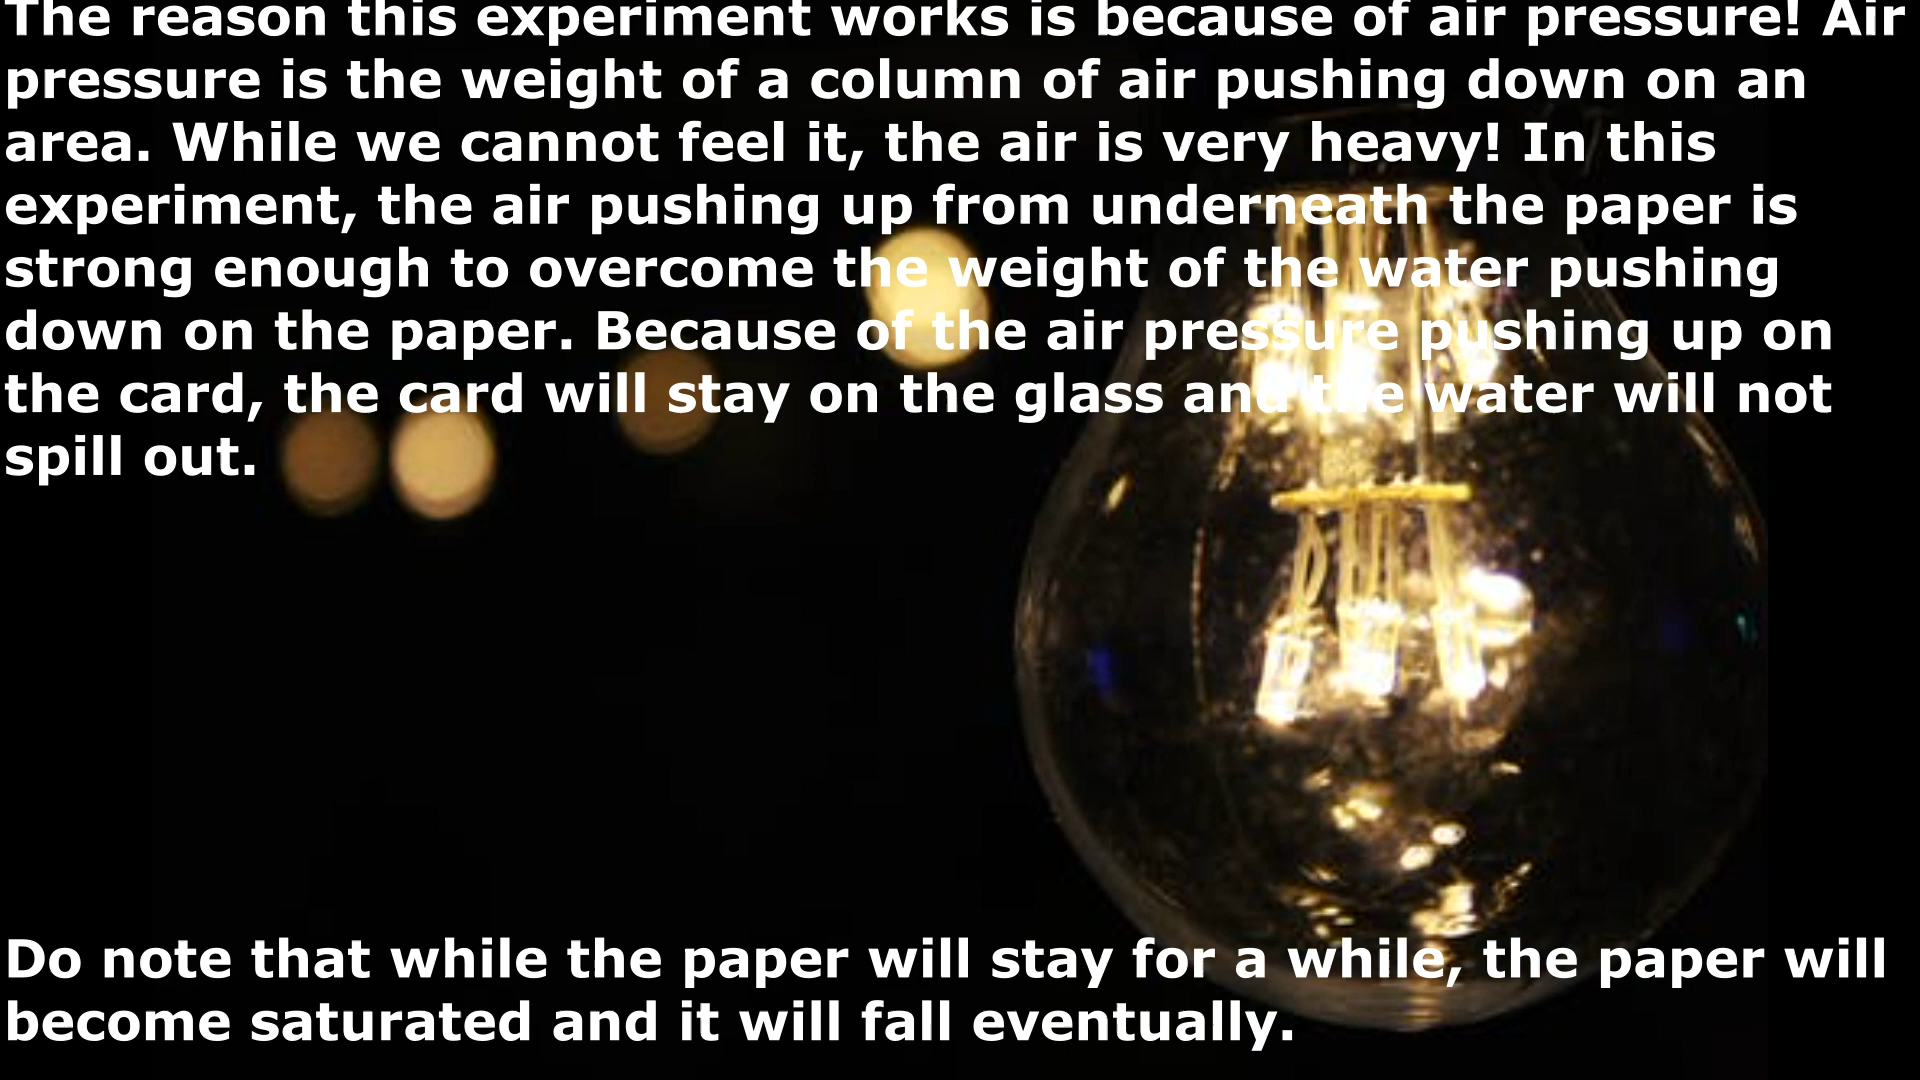 The reason this experiment works is because of air pressure! Air
pressure is the weight of a column of air pushing down on an
area. While we cannot feel it, the air is very heavy! In this
experiment, the air pushing up from underneath the paper is
strong enough to overcome the weight of the water pushing
down on the paper. Because of the air pressure pushing up on
the card, the card will stay on the glass and the water will not
spill out.
Do note that while the paper will stay for a while, the paper will
become saturated and it will fall eventually.